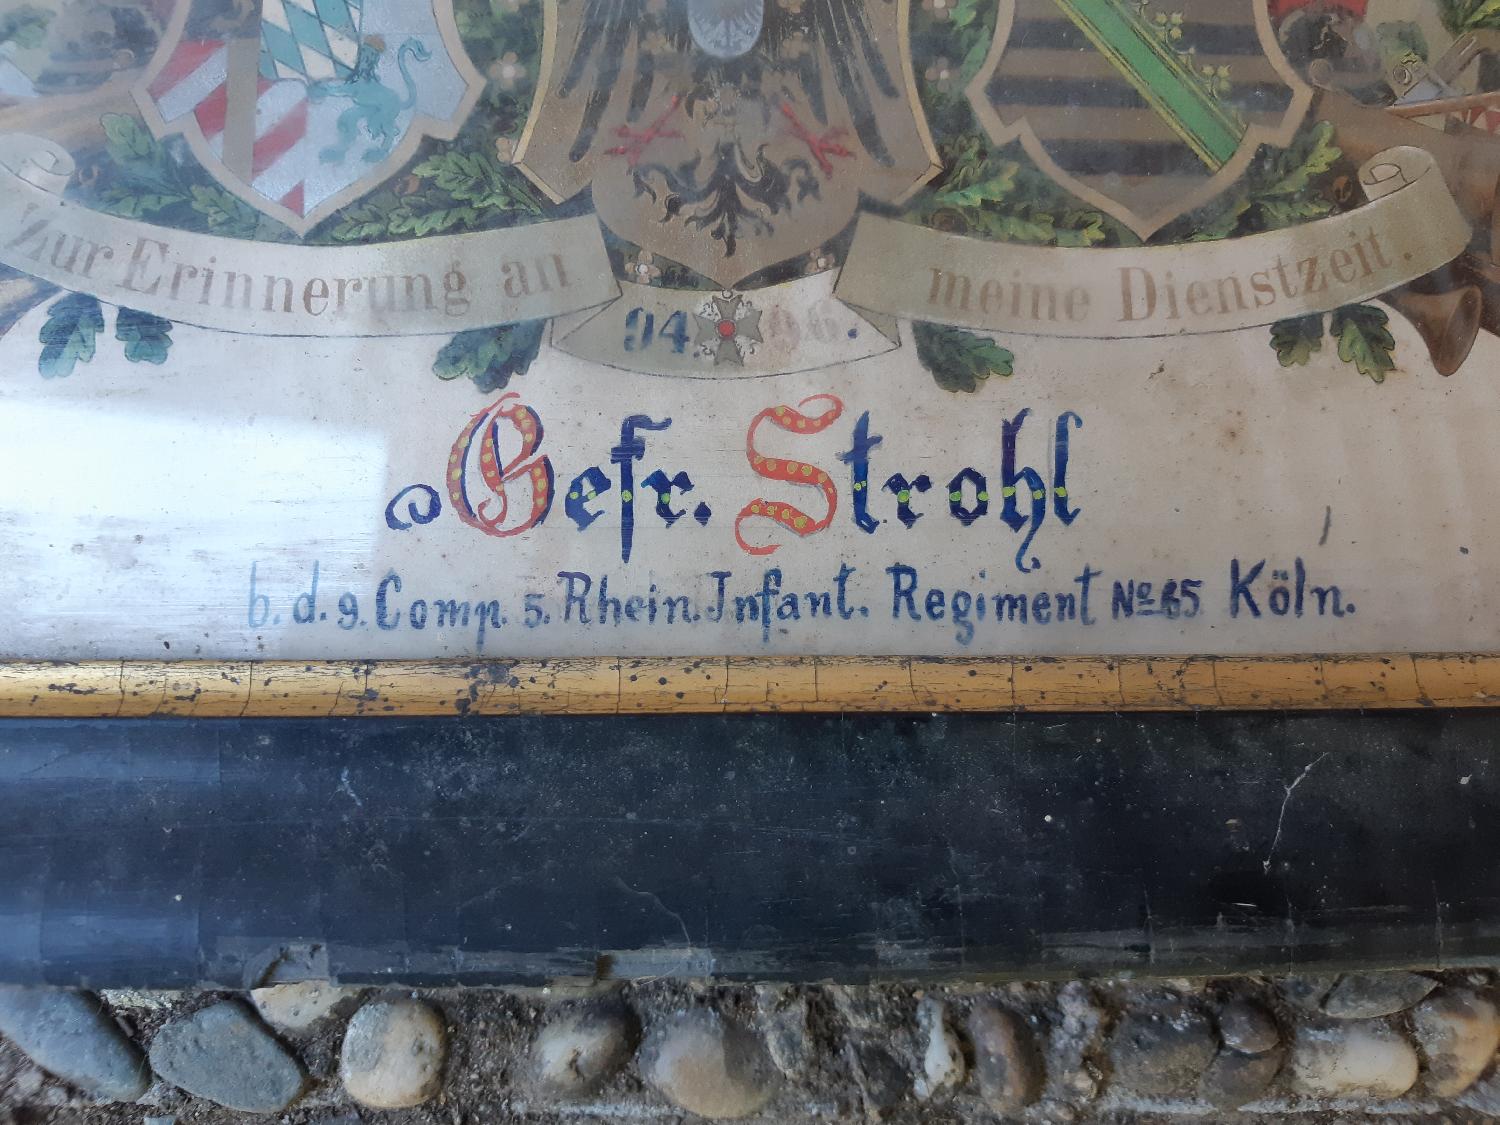 Zur Erinnerung an meine Dienstzeit.
94. 96.
Gefr. Strohl
b. d. 9. Comp. 5. Rhein. Infant. Regiment No 65 Köln.